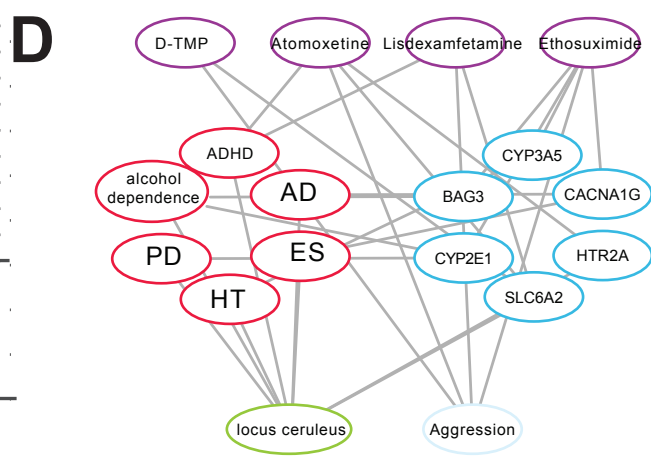 D
D-TMP
Atomoxetine
Lisdexamfetamine
Ethosuximide
ADHD
CYP3A5
alcohol
dependence
AD
BAG3
CACNA1G
PD
ES
CYP2E1
HTR2A
HT
SLC6A2
locus ceruleus
Aggression